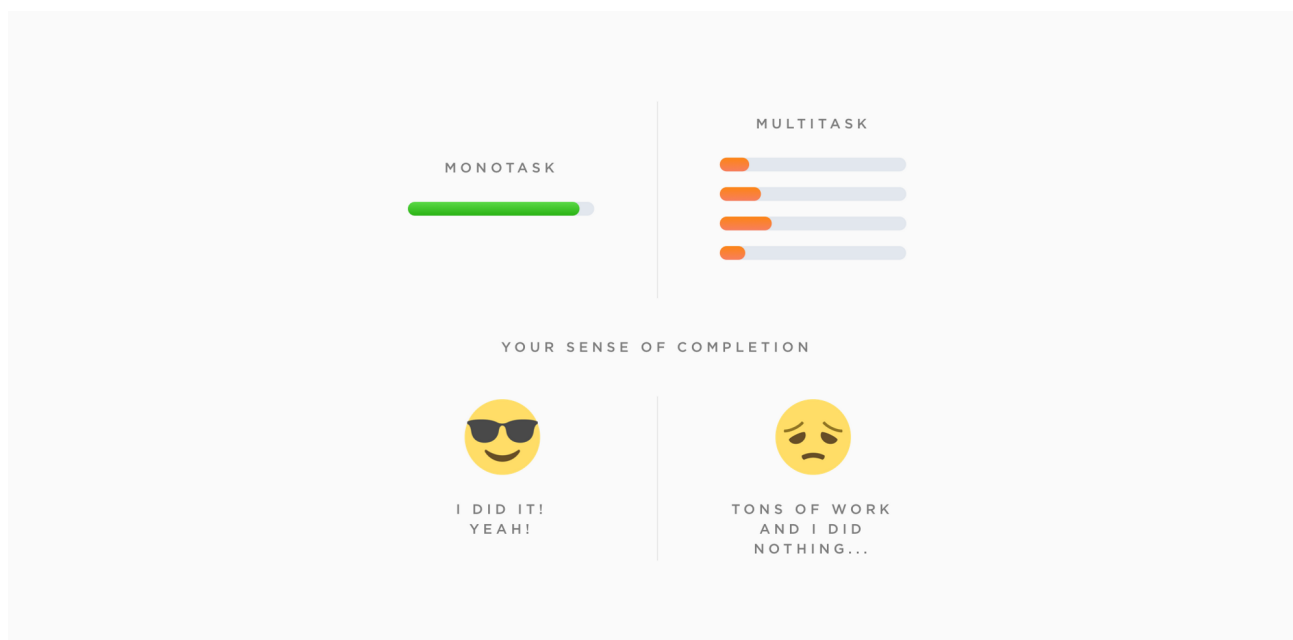 MONOTASK
MULTITASK
YOUR SENSE OF COMPLETION
I DID IT!
YEAH!
TONS OF WORK
AND I DID
NOTHING...